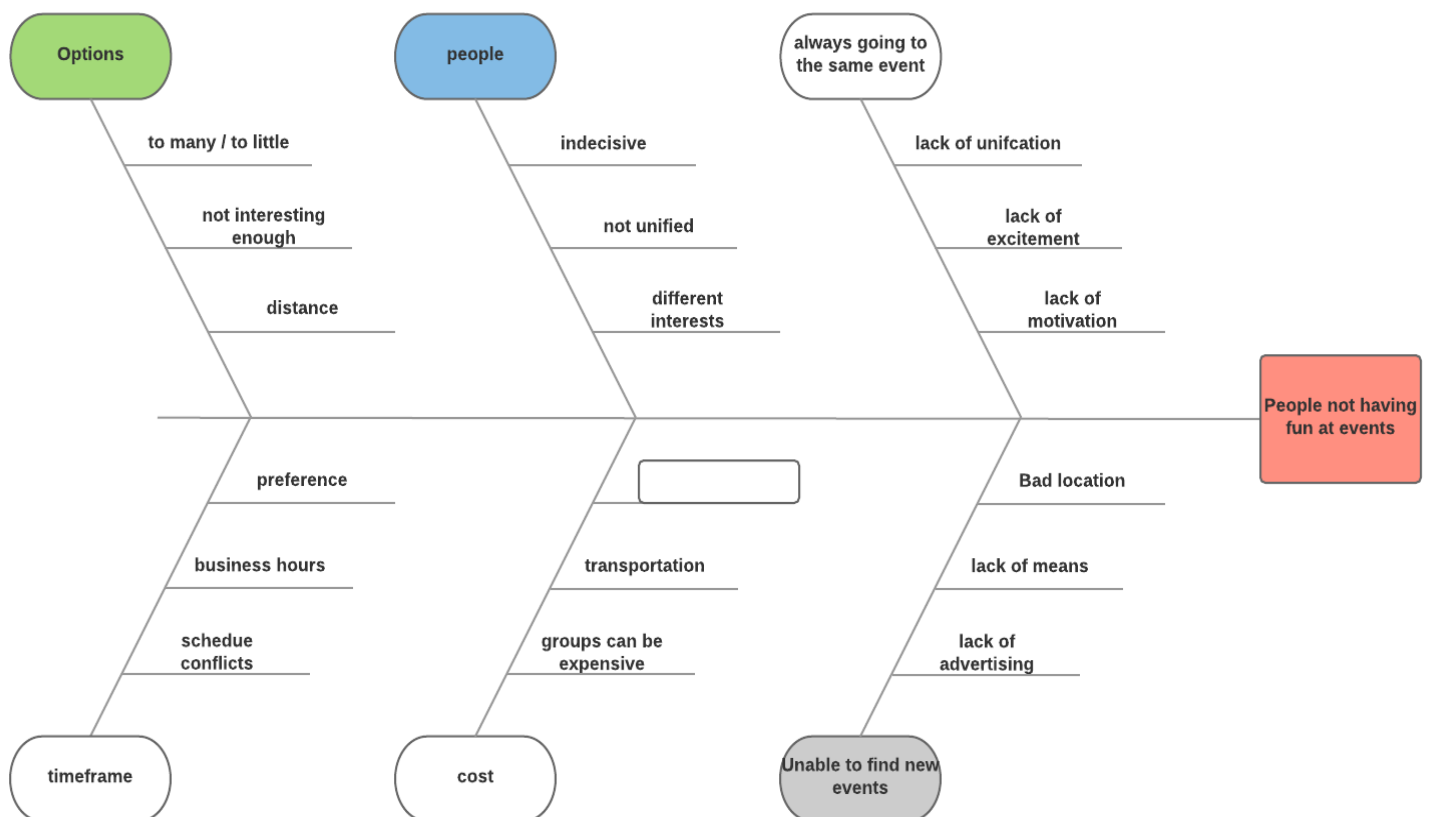 Options
people
always going to
the same event
to many / to little
indecisive
lack of unifcation
not interesting
enough
not unified
lack of
excitement
distance
different
interests
lack of
motivation
People not having
fun at events
preference
Bad location
business hours
transportation
lack of means
schedue
conflicts
groups can be
expensive
lack of
advertising
timeframe
cost
Unable to find new
events